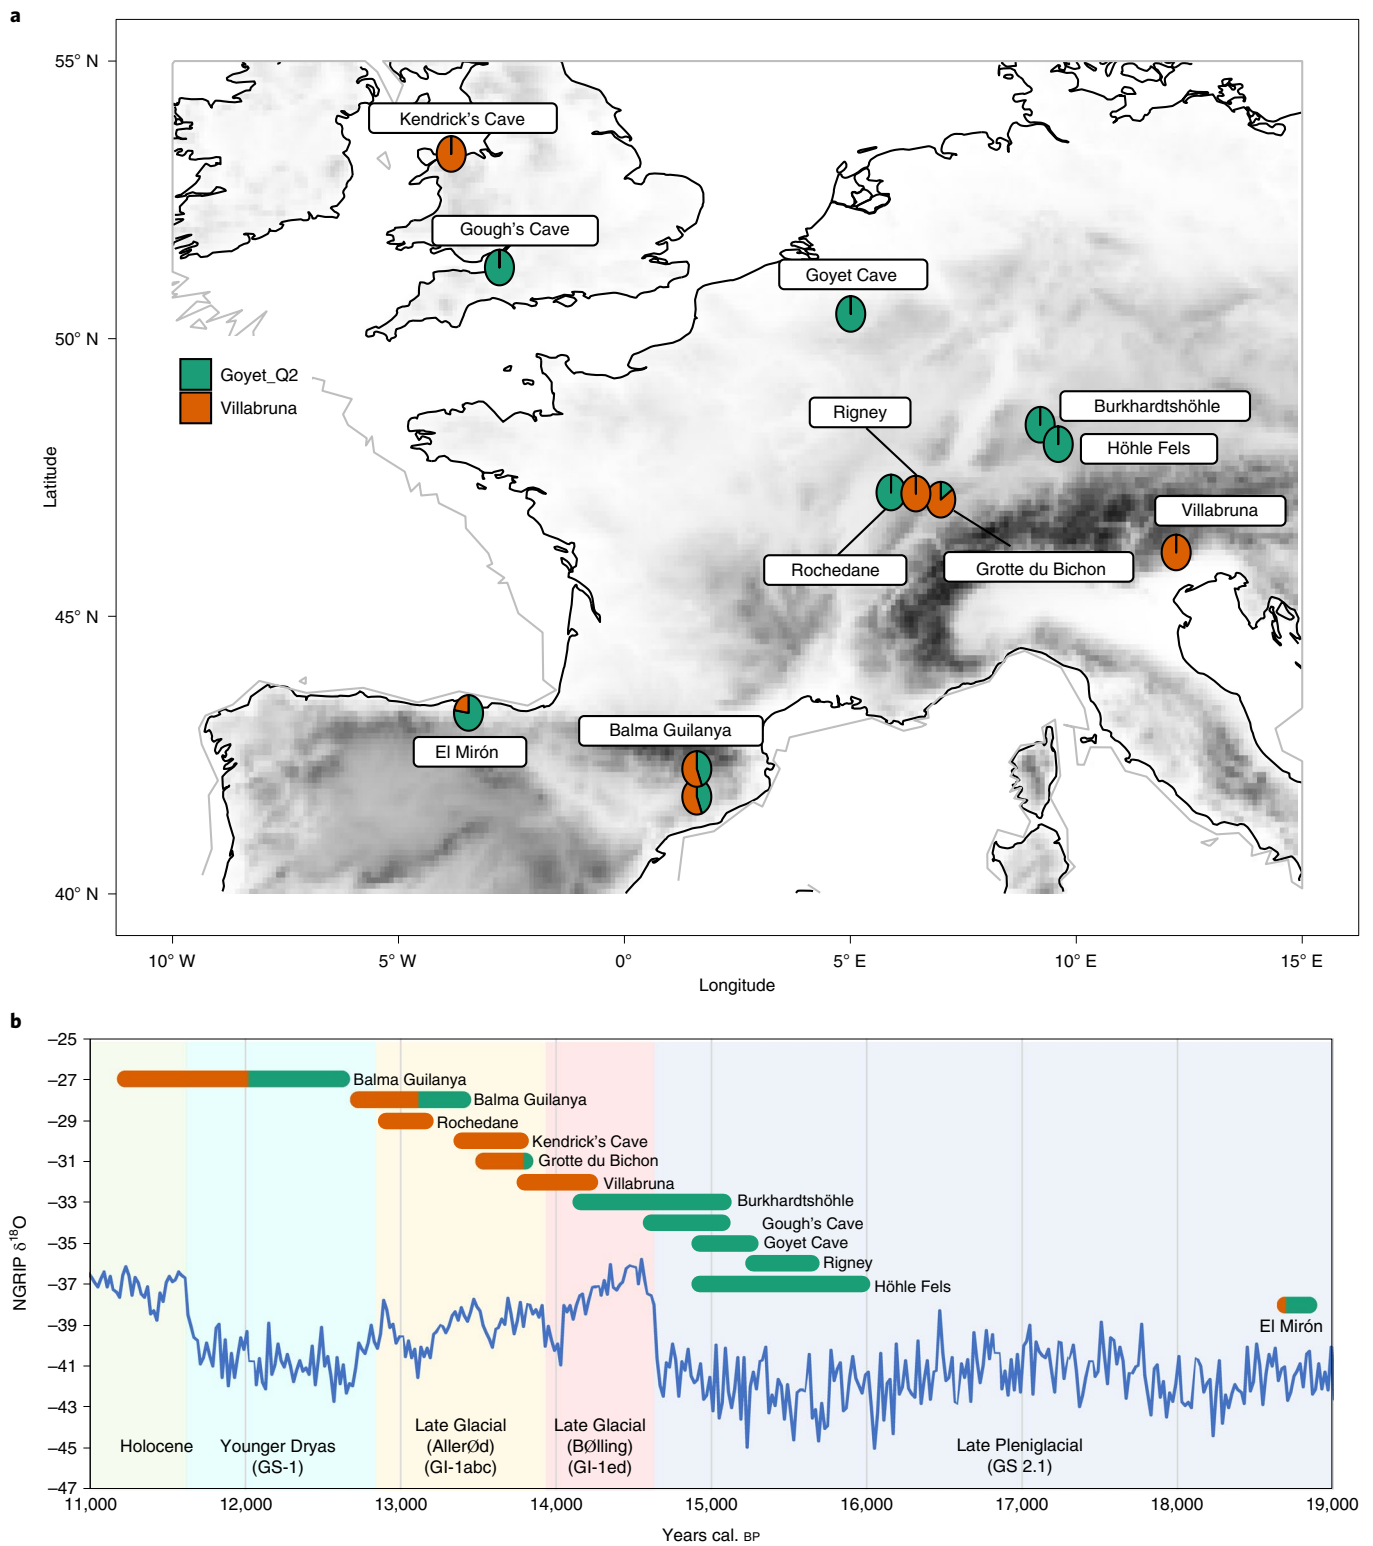 a
55° N
50° N
45° N
40° N
Latitude
Kendrick's Cave
Gough's Cave
Goyet Cave
Goyet_Q2
Villabruna
Rigney
Burkhardtshöhle
Höhle Fels
Villabruna
Rochedane
Grotte du Bichon
El Mirón
Balma Guilanya
10° W
5° W
0°
5° E
10° E
15° E
Longitude
b
–25
–27
–29
–31
–33
–35
–37
–39
–41
–43
–45
–47
NGRIP δ18O
Balma Guilanya
Balma Guilanya
Rochedane
Kendrick's Cave
Grotte du Bichon
Villabruna
Burkhardtshöhle
Gough's Cave
Goyet Cave
Rigney
Höhle Fels
El Mirón
Holocene
Younger Dryas
(GS-1)
Late Glacial
(AllerØd)
(GI-1abc)
Late Glacial
(BØlling)
(GI-1ed)
Late Pleniglacial
(GS 2.1)
11,000
12,000
13,000
14,000
15,000
16,000
17,000
18,000
19,000
Years cal. BP